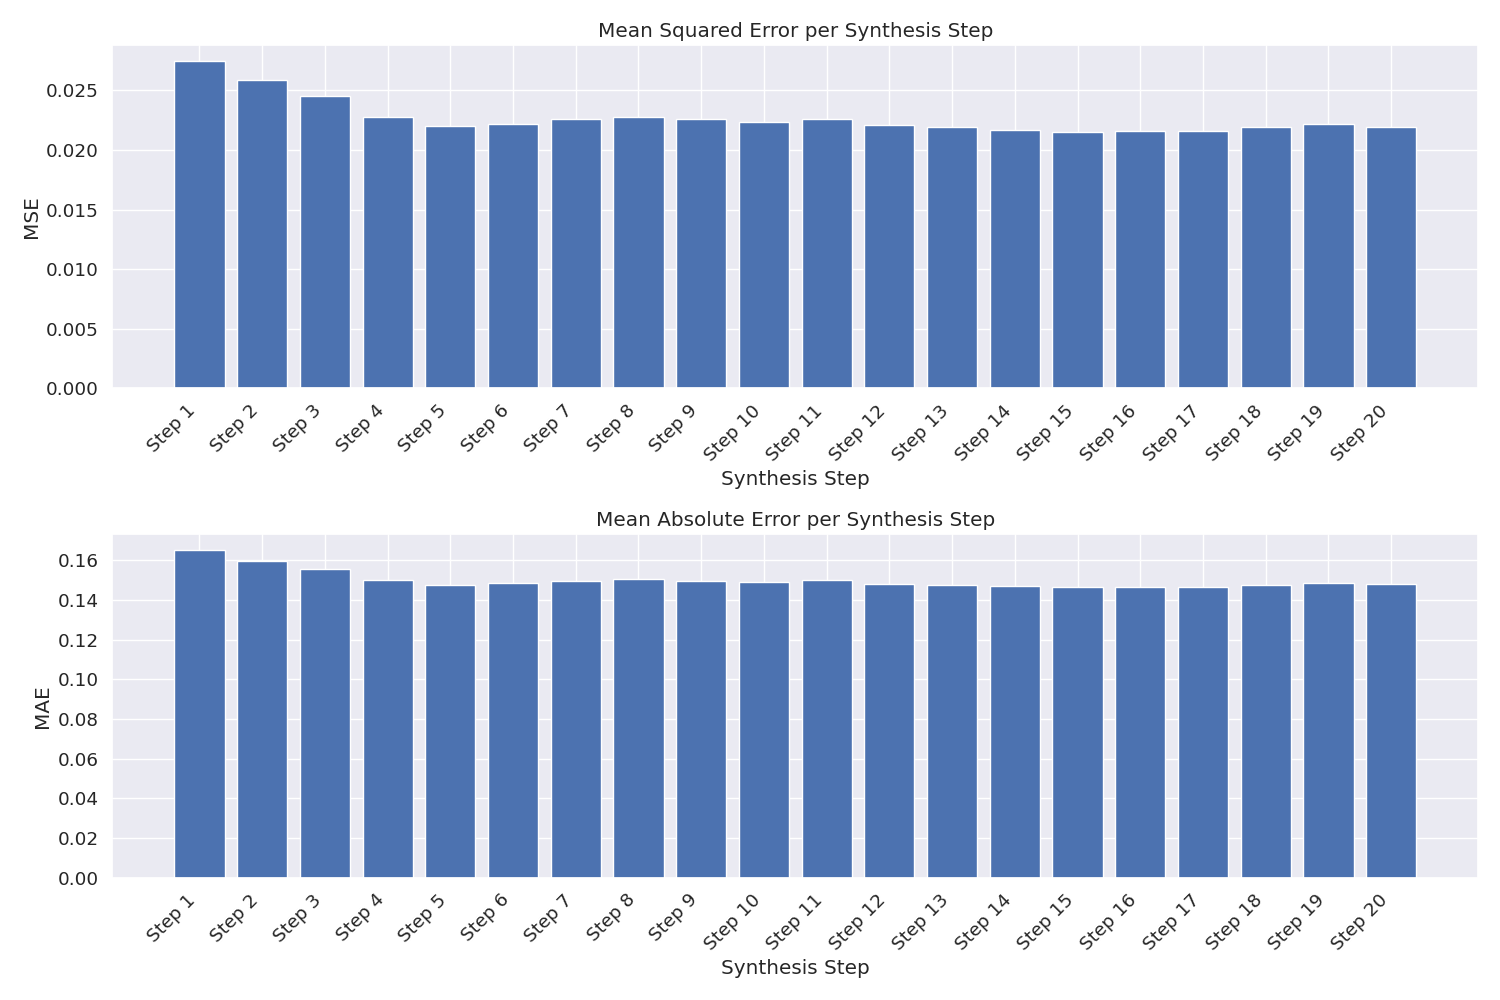 Mean Squared Error per Synthesis Step
MSE
0.025
0.020
0.015
0.010
0.005
0.000
Step 1
Step 2
Step 3
Step 4
Step 5
Step 6
Step 7
Step 8
Step 9
Step 10
Step 11
Step 12
Step 13
Step 14
Step 15
Step 16
Step 17
Step 18
Step 19
Step 20
Synthesis Step
Mean Absolute Error per Synthesis Step
MAE
0.16
0.14
0.12
0.10
0.08
0.06
0.04
0.02
0.00
Step 1
Step 2
Step 3
Step 4
Step 5
Step 6
Step 7
Step 8
Step 9
Step 10
Step 11
Step 12
Step 13
Step 14
Step 15
Step 16
Step 17
Step 18
Step 19
Step 20
Synthesis Step